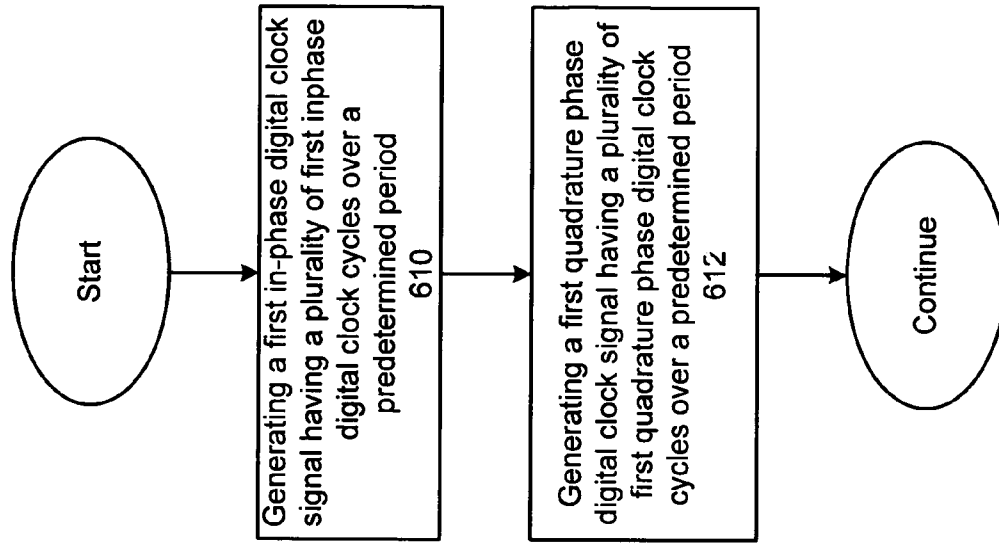 Start
Generating a first in-phase digital clock
signal having a plurality of first inphase
digital clock cycles over a
predetermined period
610
Generating a first quadrature phase
digital clock signal having a plurality of
first quadrature phase digital clock
cycles over a predetermined period
612
Continue